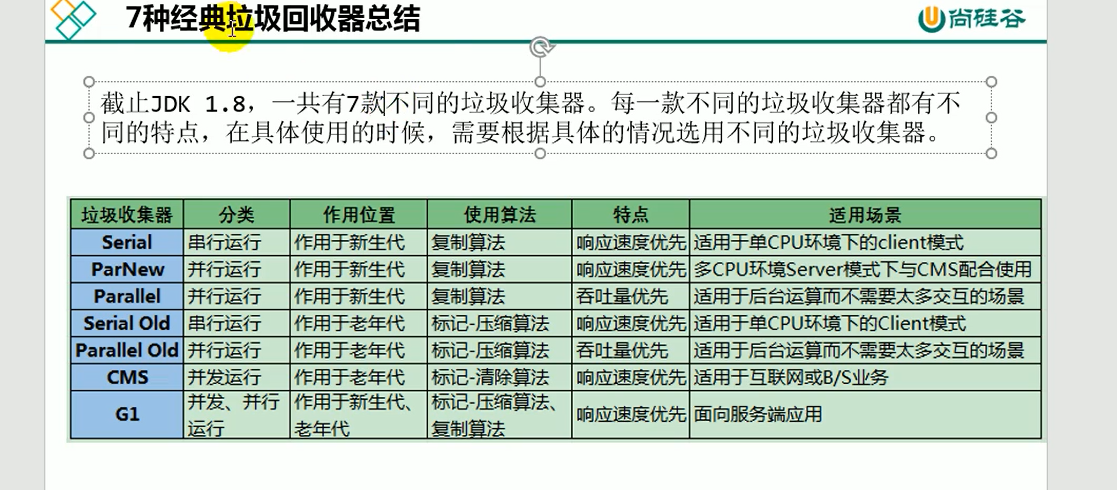 7种经典垃圾回收器总结
尚硅谷
截止JDK 1.8，一共有7款不同的垃圾收集器。每一款不同的垃圾收集器都有不
同的特点，在具体使用的时候，需要根据具体的情况选用不同的垃圾收集器。
垃圾收集器 分类 作用位置 使用算法 特点 适用场景
Serial 串行运行 作用于新生代 复制算法 响应速度优先 适用于单CPU环境下的client模式
ParNew 并行运行 作用于新生代 复制算法 响应速度优先 多CPU环境Server模式下与CMS配合使用
Parallel 并行运行 作用于新生代 复制算法 吞吐量优先 适用于后台运算而不需要太多交互的场景
Serial Old 串行运行 作用于老年代 标记-压缩算法 响应速度优先 适用于单CPU环境下的Client模式
Parallel Old 并行运行 作用于老年代 标记-压缩算法 吞吐量优先 适用于后台运算而不需要太多交互的场景
CMS 并发运行 作用于老年代 标记-清除算法 响应速度优先 适用于互联网或B/S业务
G1 并发、并行运行 作用于新生代、老年代 标记-压缩算法、复制算法 响应速度优先 面向服务端应用